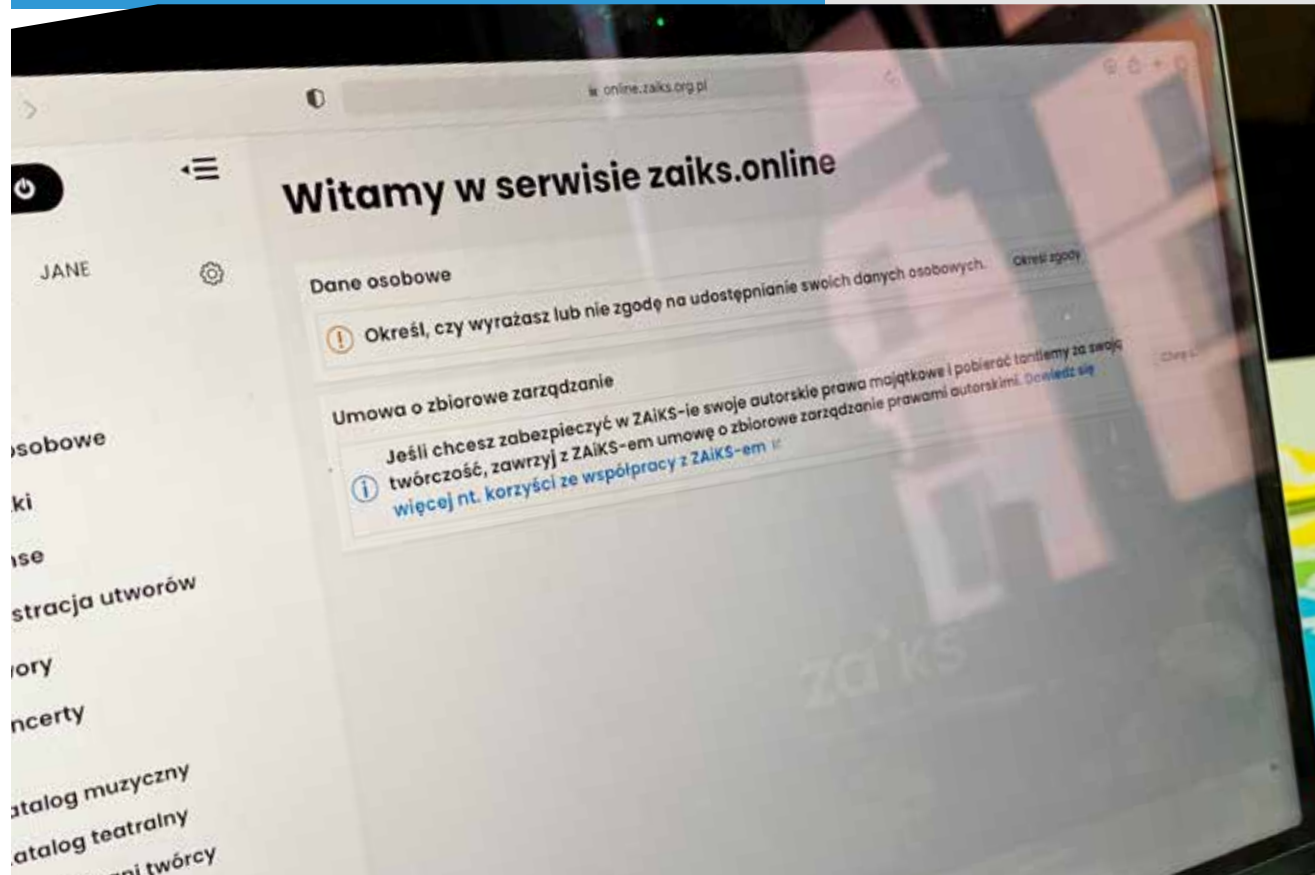 online.zaiks.org.pl
Witamy w serwisie zaiks.online
JANE
Dane osobowe
Określ, czy wyrażasz lub nie zgodę na udostępnianie swoich danych osobowych.
Określ zgody
Umowa o zbiorowe zarządzanie
Jeśli chcesz zabezpieczyć w ZAiKS-ie swoje autorskie prawa majątkowe i pobierać tantiemy za swoją
twórczość, zawrzyj z ZAiKS-em umowę o zbiorowe zarządzanie prawami autorskimi. Dowiedz się
więcej nt. korzyści ze współpracy z ZAiKS-em
sobowe
ki
nse
stracja utworów
ory
ncerty
atalog muzyczny
atalog teatralny
ni twórcy
zaiks